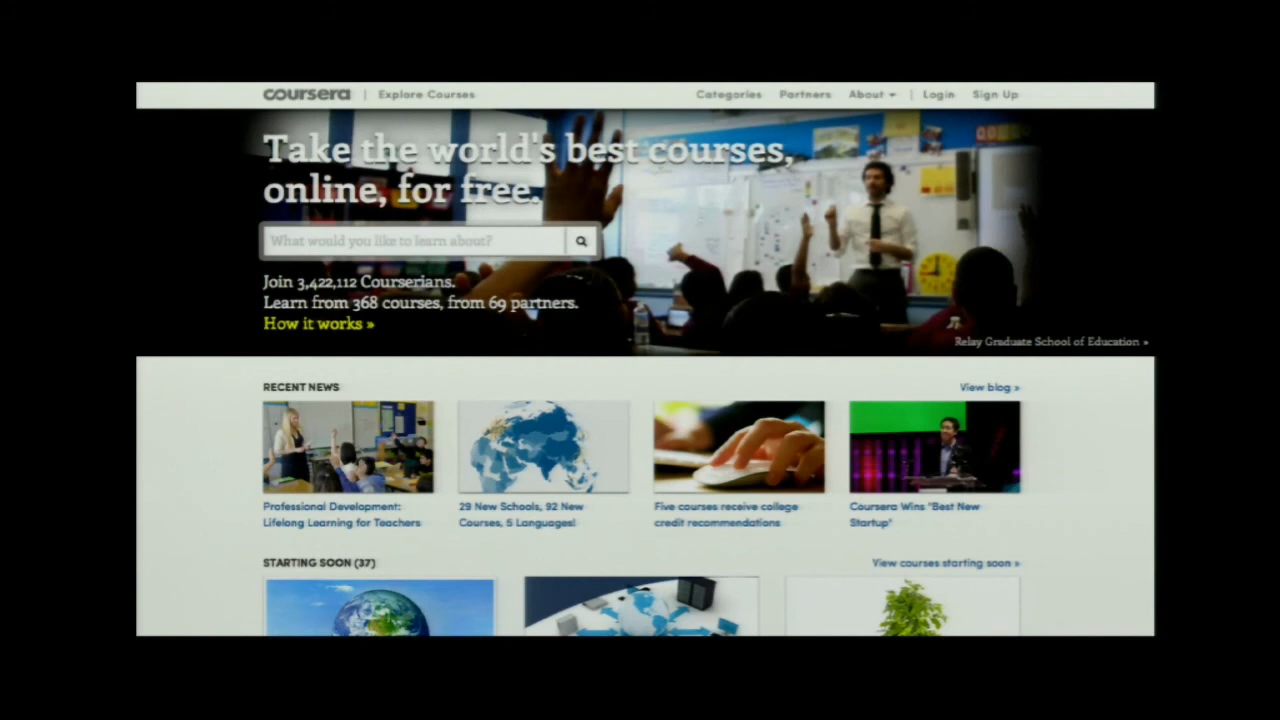 coursera | Explore Courses Categories Partners About | Login Sign Up
Take the world's best courses,
online, for free.
What would you like to learn about?
Join 3,422,112 Courserians.
Learn from 368 courses, from 69 partners.
How it works »
Relay Graduate School of Education »
RECENT NEWS View blog »
Professional Development:
Lifelong Learning for Teachers
29 New Schools, 92 New
Courses, 5 Languages!
Five courses receive college
credit recommendations
Coursera Wins "Best New
Startup"
STARTING SOON (37) View courses starting soon »